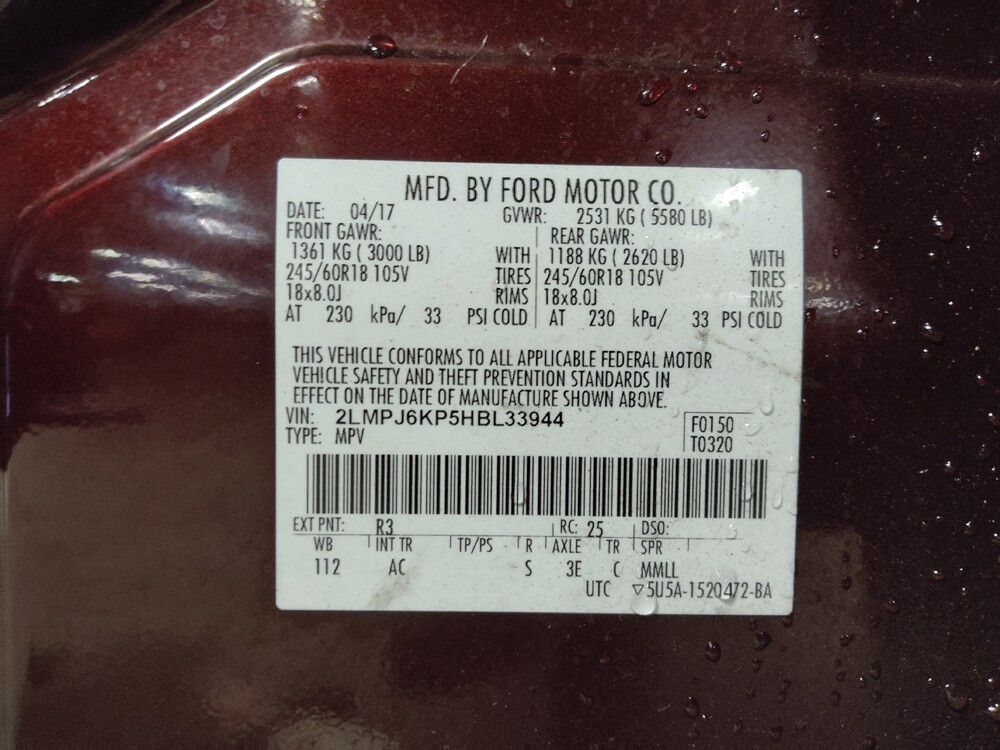 MFD. BY FORD MOTOR CO.
DATE: 04/17 GVWR: 2531 KG ( 5580 LB)
FRONT GAWR: REAR GAWR:
1361 KG ( 3000 LB) WITH 1188 KG ( 2620 LB) WITH
245/60R18 105V TIRES 245/60R18 105V TIRES
18x8.0J RIMS 18x8.0J RIMS
AT 230 kPa/ 33 PSI COLD AT 230 kPa/ 33 PSI COLD
THIS VEHICLE CONFORMS TO ALL APPLICABLE FEDERAL MOTOR
VEHICLE SAFETY AND THEFT PREVENTION STANDARDS IN
EFFECT ON THE DATE OF MANUFACTURE SHOWN ABOVE.
VIN: 2LMPJ6KP5HBL33944 F0150
TYPE: MPV T0320
EXT PNT: R3 RC: 25 DSO:
WB INT TR TP/PS R AXLE TR SPR
112 AC S 3E C MMLL
UTC ▽5U5A-1520472-BA